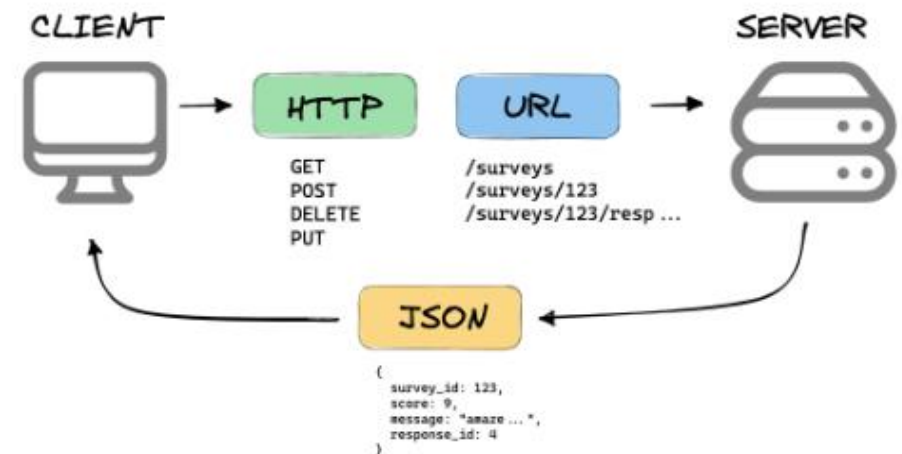 CLIENT
SERVER
HTTP
URL
GET
POST
DELETE
PUT
/surveys
/surveys/123
/surveys/123/resp ...
JSON
{
survey_id: 123,
score: 9,
message: "amaze ... ",
response_id: 4
}